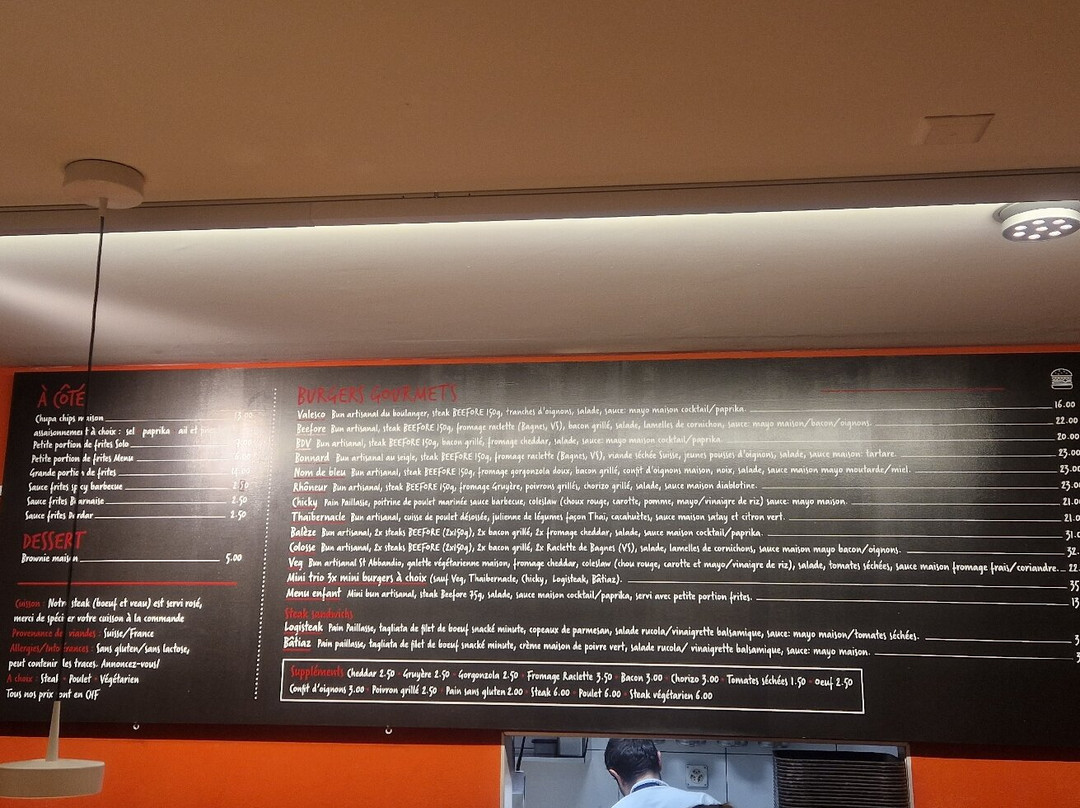 À CÔTÉ
Chupa chips maison
assaisonnement à choix : sel paprika ail et
Petite portion de frites Solo
Petite portion de frites Menu
Grande portion de frites
Sauce frites spicy barbecue
Sauce frites Béarnaise 2.50
Sauce frites 2.50
DESSERT
Brownie maison 5.00
Cuisson : Notre steak (boeuf et veau) est servi rosé,
merci de spécifier votre cuisson à la commande
Provenance des viandes : Suisse/France
Allergies/Intolérances : Sans gluten/sans lactose,
peut contenir les traces. Annoncez-vous!
A choix : Steak · Poulet · Végétarien
Tous nos prix sont en CHF
BURGERS GOURMETS
Valesco Bun artisanal du boulanger, steak BEEFORE 150g, tranches d'oignons, salade, sauce: mayo maison cocktail/paprika. 16.00
Beefore Bun artisanal, steak BEEFORE 150g, fromage raclette (Bagnes, VS), bacon grillé, salade, lamelles de cornichon, sauce: mayo/bacon/oignons. 22.00
BDV Bun artisanal, steak BEEFORE 150g, bacon grillé, fromage cheddar, salade, sauce: mayo maison cocktail/paprika. 20.00
Bonnard Bun artisanal au seigle, steak BEEFORE 150g, fromage raclette (Bagnes, VS), viande séchée Suisse, jeunes pousses d'oignons, salade, sauce maison: tartare. 23.00
Nom de bleu Bun artisanal, steak BEEFORE 150g, fromage gorgonzola doux, bacon grillé, confit d'oignons maison, noix, salade, sauce maison mayo moutarde/miel. 23.00
Rhôneur Bun artisanal, steak BEEFORE 150g, fromage Gruyère, poivrons grillés, chorizo grillé, salade, sauce maison diablotine. 23.0
Chicky Pain Paillasse, poitrine de poulet marinée sauce barbecue, coleslaw (choux rouge, carotte, pomme, mayo/vinaigre de riz) sauce: mayo maison. 21.0
Thaibernacle Bun artisanal, cuisse de poulet désossée, julienne de légumes façon Thai, cacahuètes, sauce maison satay et citron vert. 21.0
Balèze Bun artisanal, 2x steaks BEEFORE (2x150g), 2x bacon grillé, 2x fromage cheddar, salade, sauce maison cocktail/paprika. 31.
Colosse Bun artisanal, 2x steaks BEEFORE (2x150g), 2x bacon grillé, 2x Raclette de Bagnes (VS), salade, lamelles de cornichons, sauce maison mayo bacon/oignons. 32.
Veg Bun artisanal St Abbandio, galette végétarienne maison, fromage cheddar, coleslaw (chou rouge, carotte et mayo/vinaigre de riz), salade, tomates séchées, sauce maison fromage frais/coriandre. 22
Mini trio 3x mini burgers à choix (sauf Veg, Thaibernacle, Chicky, Logisteak, Bâtiaz). 35
Menu enfant Mini bun artisanal, steak Beefore 75g, salade, sauce maison cocktail/paprika, servi avec petite portion frites. 13
Steak sandwichs
Logisteak Pain Paillasse, tagliata de filet de boeuf snacké minute, copeaux de parmesan, salade rucola/vinaigrette balsamique, sauce: mayo maison/tomates séchées. 3
Bâtiaz Pain paillasse, tagliata de filet de boeuf snacké minute, crème maison de poivre vert, salade rucola/ vinaigrette balsamique, sauce: mayo maison.
Suppléments Cheddar 2.50 · Gruyère 2.50 · Gorgonzola 2.50 · Fromage Raclette 3.50 · Bacon 3.00 · Chorizo 3.00 · Tomates séchées 1.50 · Oeuf 2.50
Confit d'oignons 3.00 · Poivron grillé 2.50 · Pain sans gluten 2.00 · Steak 6.00 · Poulet 6.00 · Steak végétarien 6.00